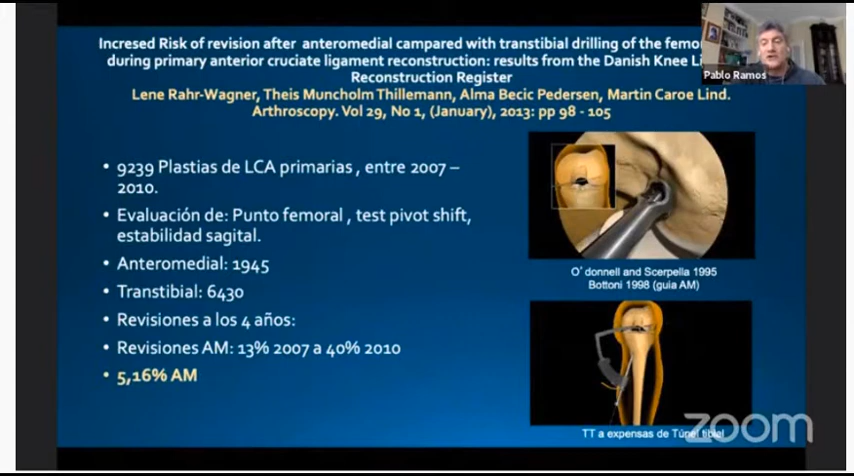 Incresed Risk of revision after anteromedial campared with transtibial drilling of the femo
during primary anterior cruciate ligament reconstruction: results from the Danish Knee Li
Reconstruction Register
Lene Rahr-Wagner, Theis Muncholm Thillemann, Alma Becic Pedersen, Martin Caroe Lind.
Arthroscopy. Vol 29, No 1, (January), 2013: pp 98 - 105
Pablo Ramos
• 9239 Plastias de LCA primarias , entre 2007 –
2010.
• Evaluación de: Punto femoral , test pivot shift,
estabilidad sagital.
• Anteromedial: 1945
• Transtibial: 6430
• Revisiones a los 4 años:
• Revisiones AM: 13% 2007 a 40% 2010
• 5,16% AM
O´donnell and Scerpella 1995
Bottoni 1998 (guia AM)
TT a expensas de Túnel tibial
zoom